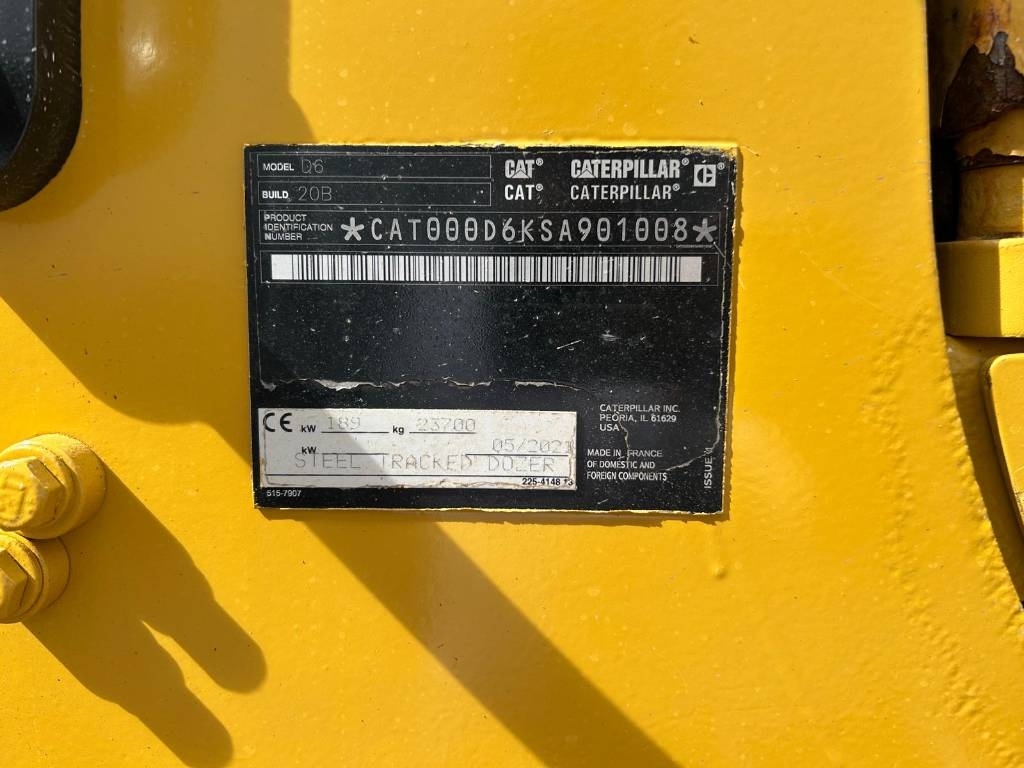 MODEL D6 CAT® CATERPILLAR®
BUILD 20B CAT® CATERPILLAR®
PRODUCT IDENTIFICATION NUMBER *CAT000D6KSA901008*
CE kW 189 kg 23700
kW 05/2021
STEEL TRACKED DOZER
225-4148 13
515-7907
CATERPILLAR INC.
PEORIA, IL 61629
USA
MADE IN FRANCE
OF DOMESTIC AND
FOREIGN COMPONENTS
ISSUE 1